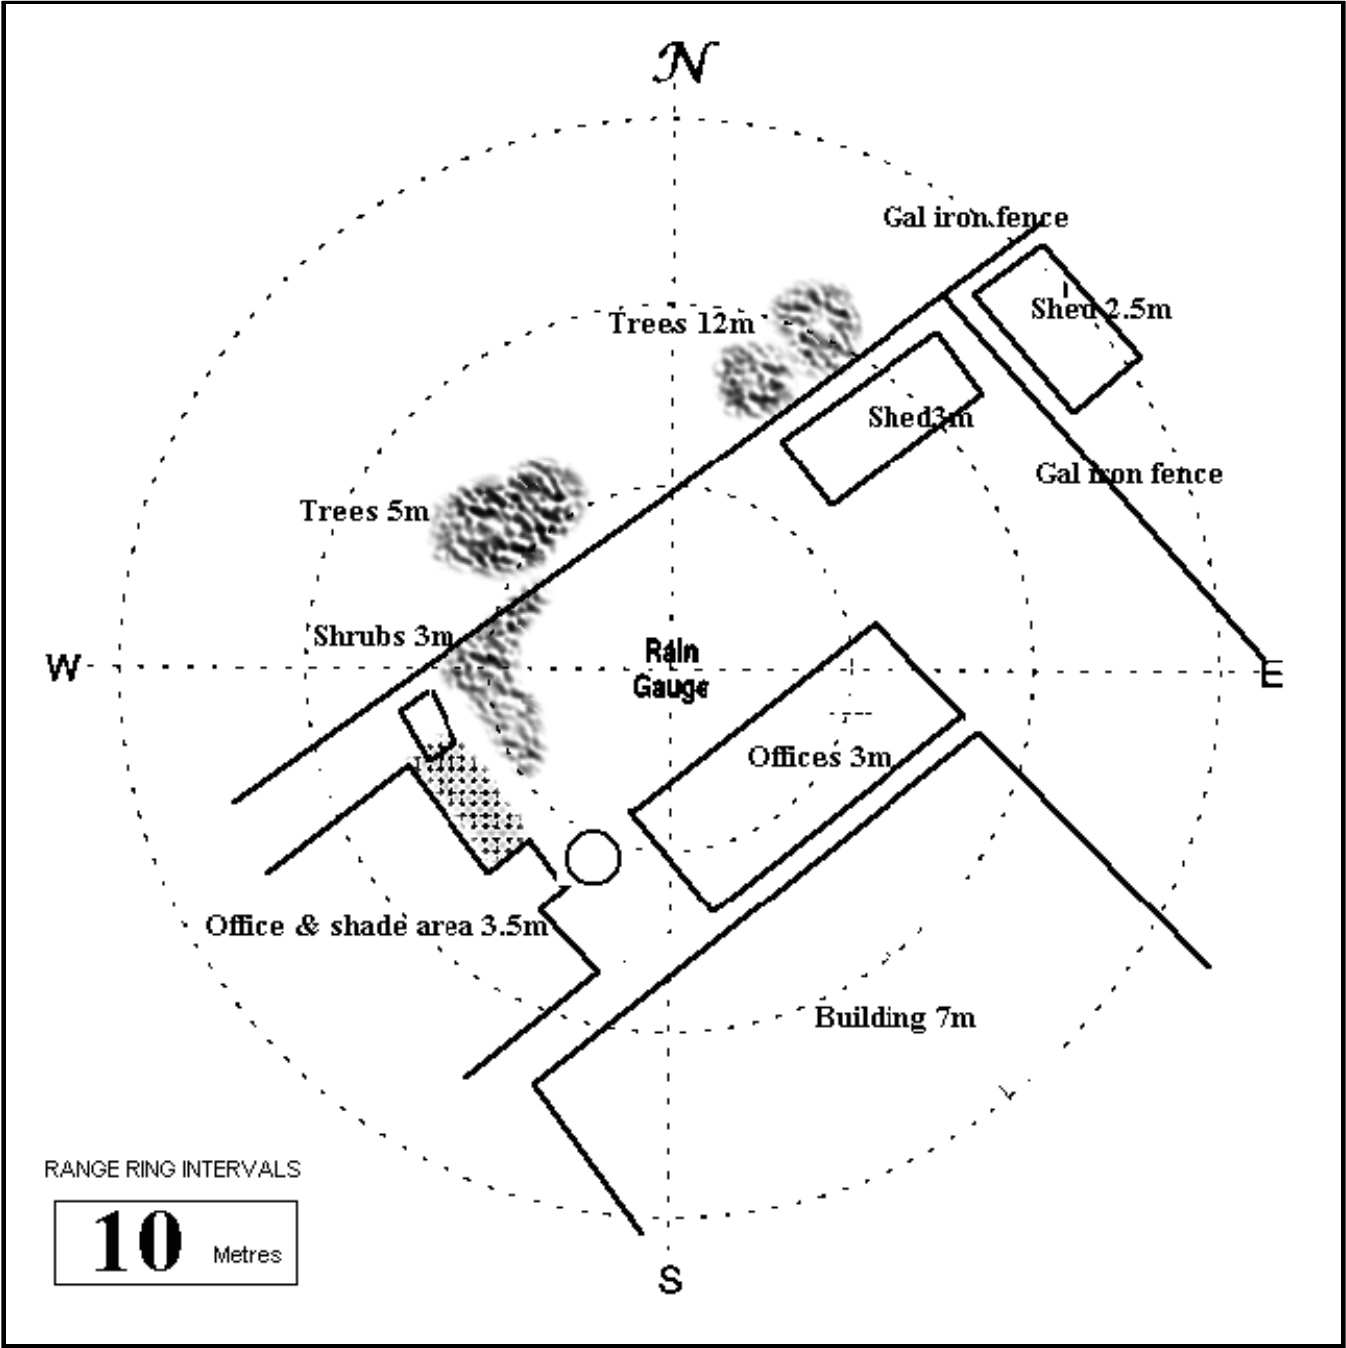 N
Gal iron fence
Shed 2.5m
Trees 12m
Shed3m
Gal iron fence
Trees 5m
Shrubs 3m
Rain
Gauge
W
E
Offices 3m
Office & shade area 3.5m
Building 7m
RANGE RING INTERVALS
10 Metres
S